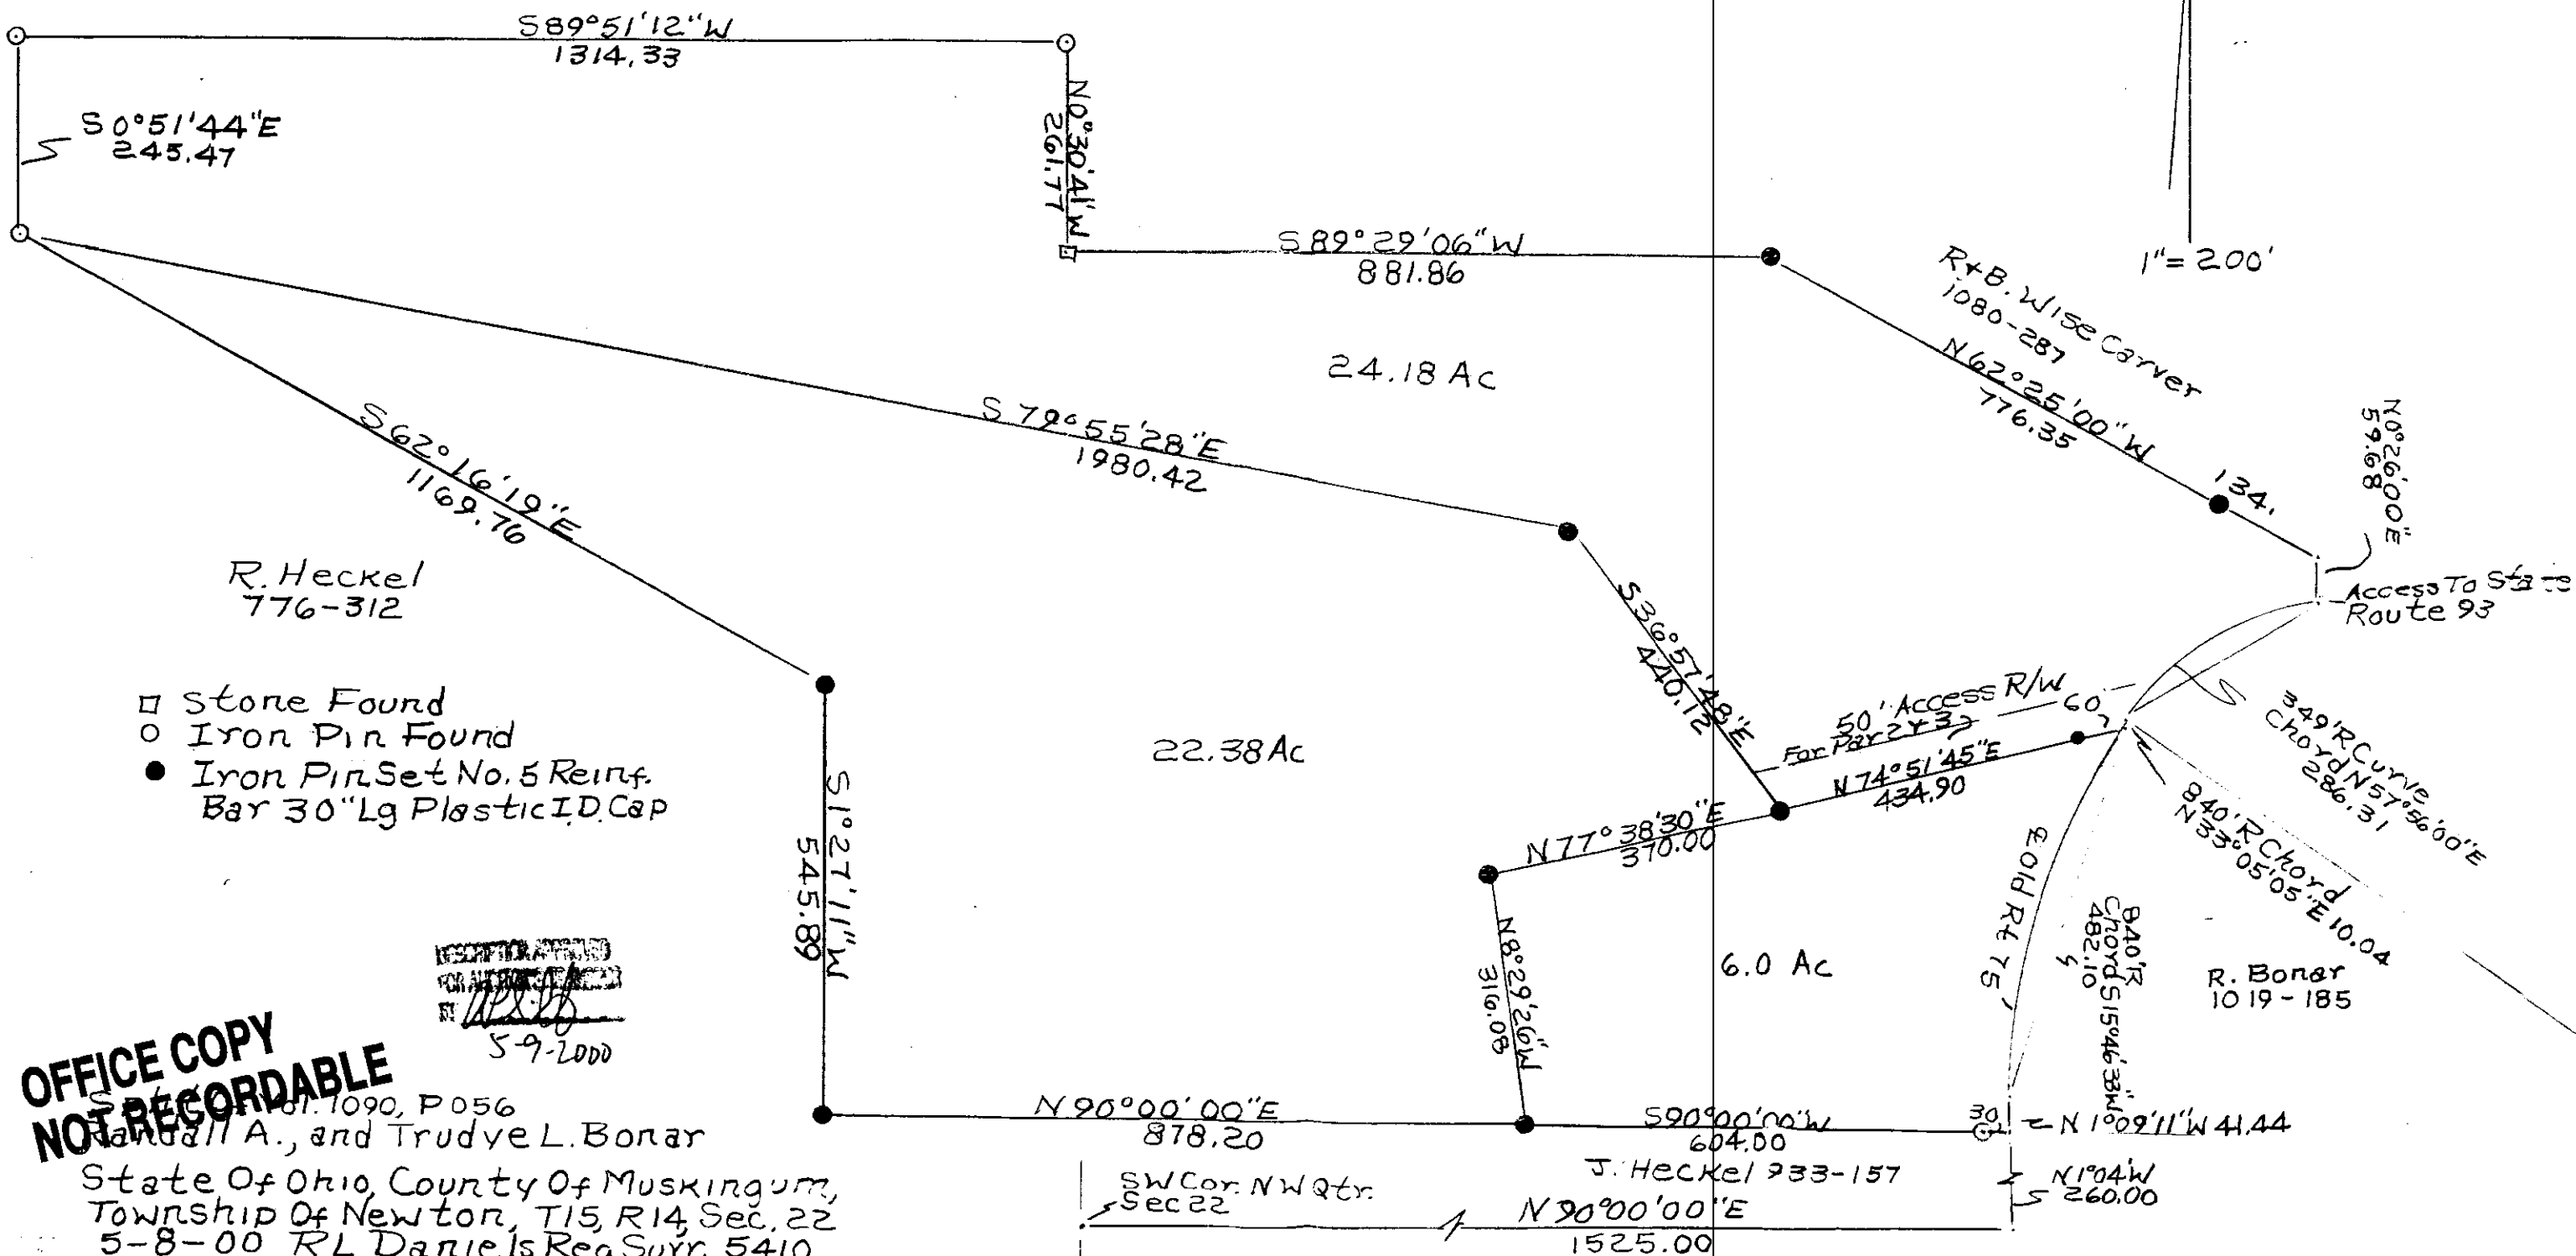 S89°51'12"W
1314.33
S0°51'44"E
245.47
N0°30'41"W
261.77
S89°29'06"W
881.86
1"=200'
R+B. Wise Carver
1080-287
N62°25'00"W
776.35
134.
N0°26'00"E
59.68
Access To State
Route 93
24.18 Ac
S79°55'28"E
1980.42
S62°16'19"E
1169.76
R. Heckel
776-312
S36°57'48"E
440.12
50' Access R/W
For Par 2+3
60
N74°51'45"E
434.90
349'R Curve
Chord N57°56'00"E
286.31
840'R Chord
N33°05'05"E 10.04
□ Stone Found
○ Iron Pin Found
● Iron Pin Set No. 5 Reinf.
Bar 30" Lg Plastic I.D. Cap
22.38 Ac
S1°27'11"W
545.89
N77°38'30"E
370.00
N8°29'26"W
316.08
6.0 Ac
℄ Old Rt 75
840'R
Chord S15°46'33"W
482.10
R. Bonar
1019-185
5-9-2000
OFFICE COPY
NOT RECORDABLE
1090, P056
Randall A., and Trudye L. Bonar
State Of Ohio, County Of Muskingum,
Township Of Newton, T15, R14, Sec. 22
5-8-00 RL Daniels Reg Surv. 5410
N90°00'00"E
878.20
S90°00'00"W
604.00
30
N1°09'11"W 41.44
J. Heckel 933-157
N1°04'W
260.00
SW Cor. NW Qtr.
Sec 22
N90°00'00"E
1525.00